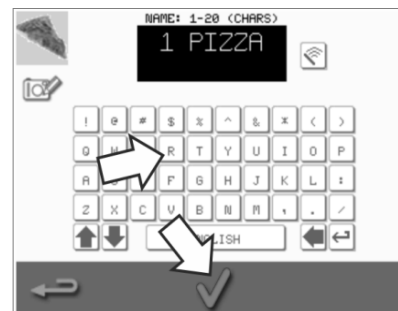 NAME: 1-20 (CHARS)
1 PIZZA
! @ # $ % ^ & * ( )
Q R T Y U I O P
A F G H J K L :
Z X C V B N M , . /